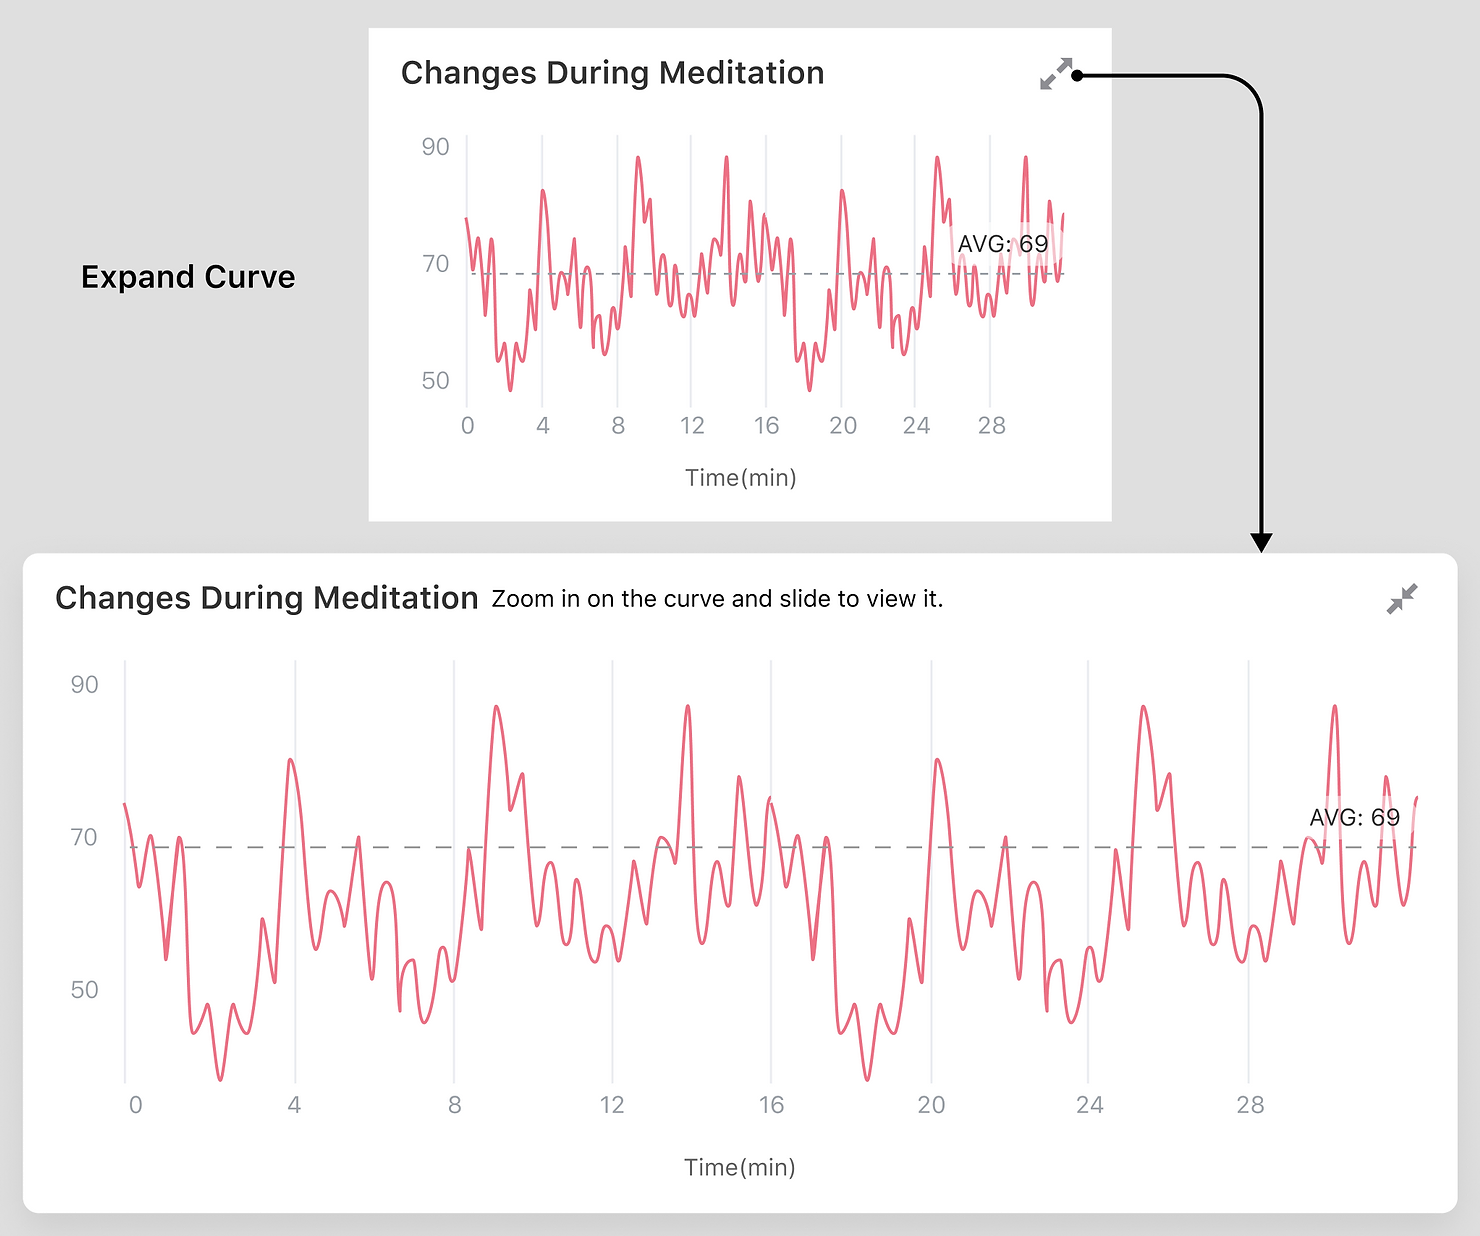 Changes During Meditation
90
70
50
AVG: 69
0 4 8 12 16 20 24 28
Time(min)
Expand Curve
Changes During Meditation Zoom in on the curve and slide to view it.
90
70
50
AVG: 69
0 4 8 12 16 20 24 28
Time(min)